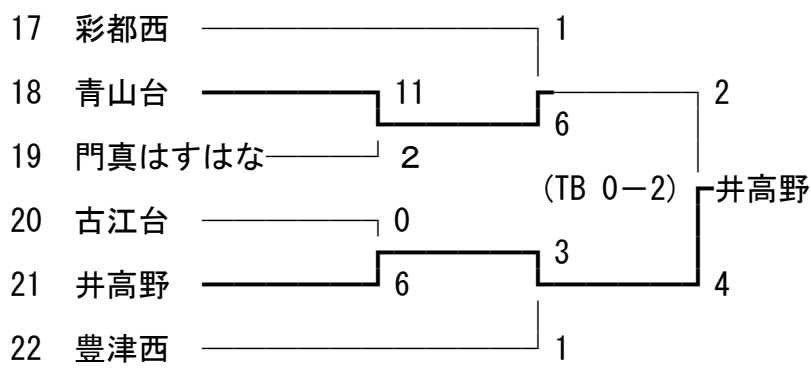 17 彩都西 1
18 青山台 11 2
6
19 門真はすはな 2
(TB 0－2) 井高野
20 古江台 0
3
21 井高野 6 4
22 豊津西 1